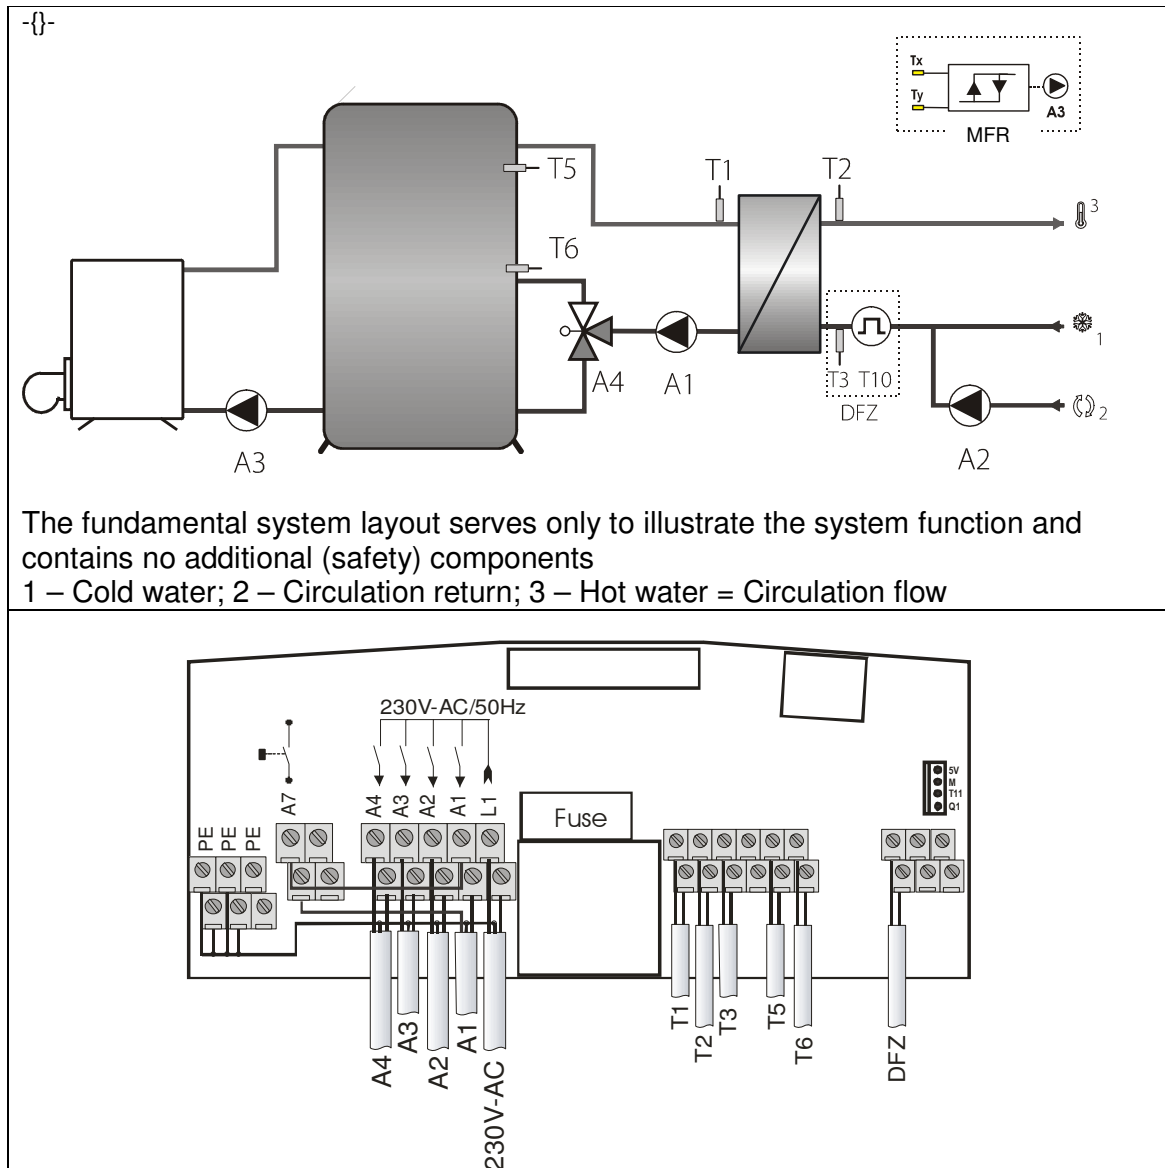 -{}-
Tx
Ty
A3
MFR
T5
T1
T2
3
T6
1
A4
A1
T3 T10
DFZ
2
A3
A2
The fundamental system layout serves only to illustrate the system function and
contains no additional (safety) components
1 – Cold water; 2 – Circulation return; 3 – Hot water = Circulation flow
230V-AC/50Hz
5V
M
T11
Q1
A7
A4
A3
A2
A1
L1
Fuse
PE
PE
PE
A4
A3
A2
A1
230V-AC
T1
T2
T3
T5
T6
DFZ